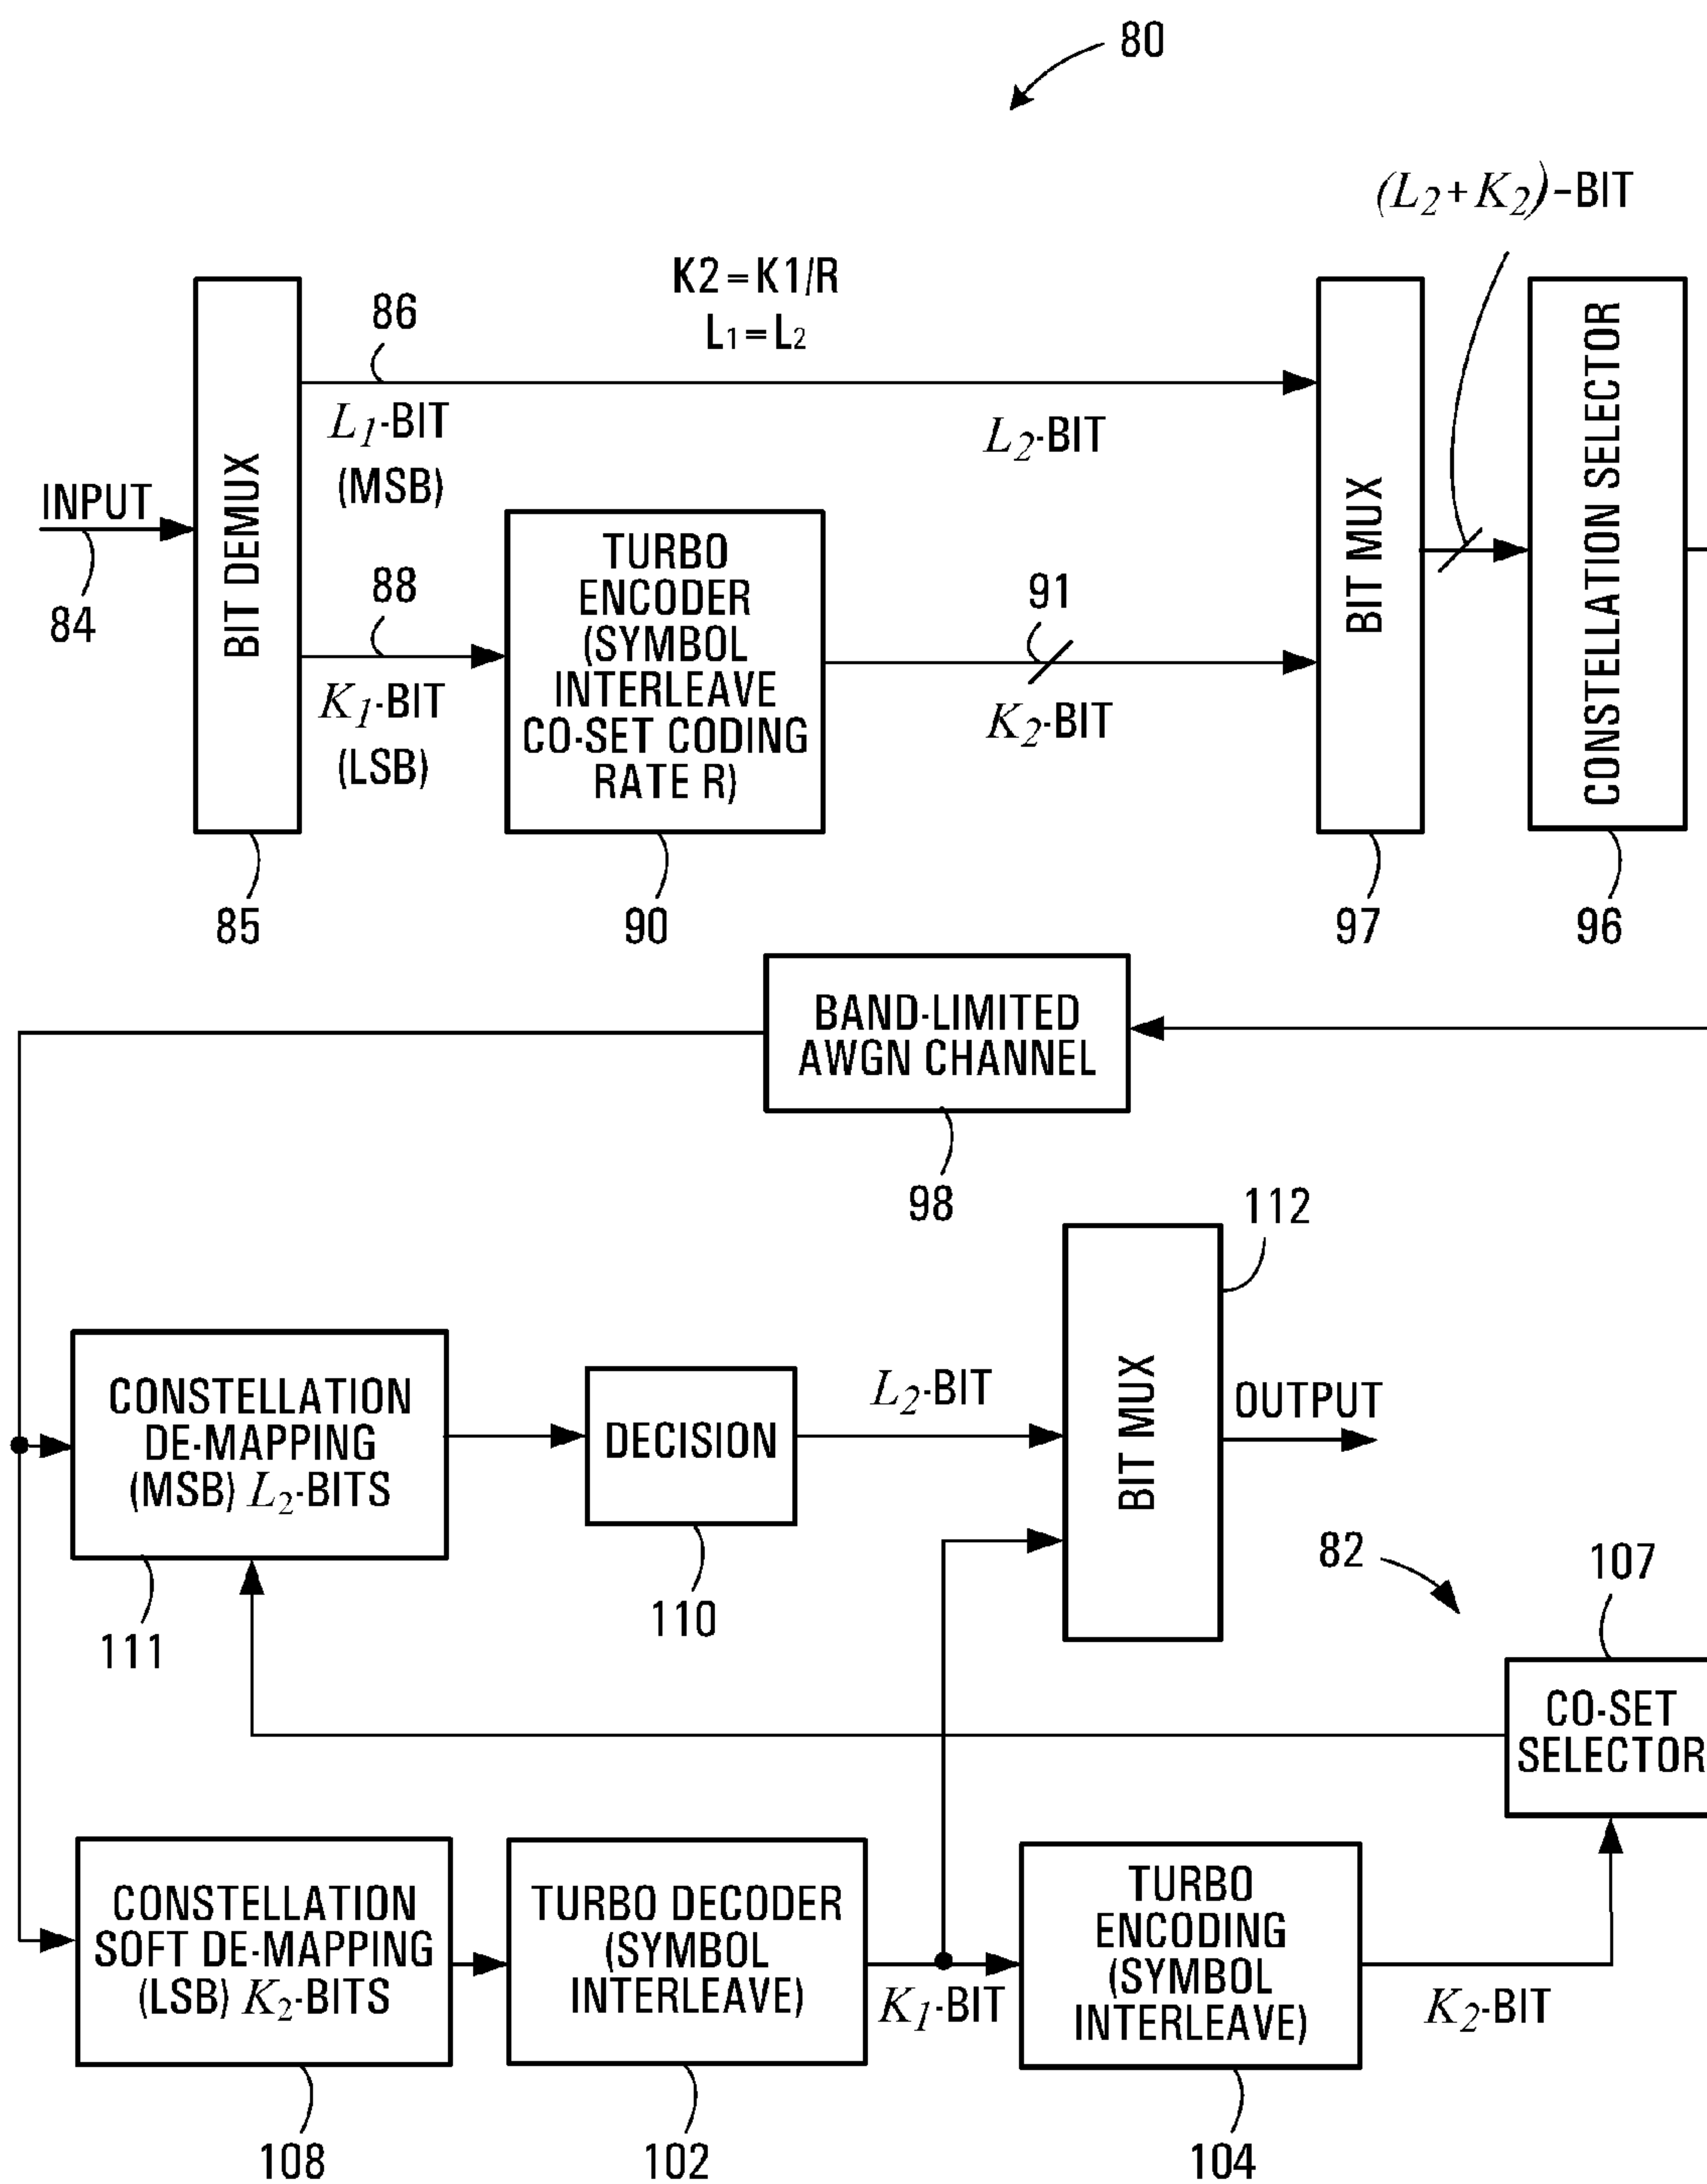 80
(L2+K2)-BIT
K2=K1/R
L1=L2
86
L1-BIT
(MSB)
L2-BIT
INPUT
84
BIT DEMUX
88
K1-BIT
(LSB)
TURBO
ENCODER
(SYMBOL
INTERLEAVE
CO-SET CODING
RATE R)
91
K2-BIT
BIT MUX
CONSTELLATION SELECTOR
85
90
97
96
BAND-LIMITED
AWGN CHANNEL
98
112
CONSTELLATION
DE-MAPPING
(MSB) L2-BITS
DECISION
L2-BIT
BIT MUX
OUTPUT
111
110
82
107
CO-SET
SELECTOR
CONSTELLATION
SOFT DE-MAPPING
(LSB) K2-BITS
TURBO DECODER
(SYMBOL
INTERLEAVE)
K1-BIT
TURBO
ENCODING
(SYMBOL
INTERLEAVE)
K2-BIT
108
102
104